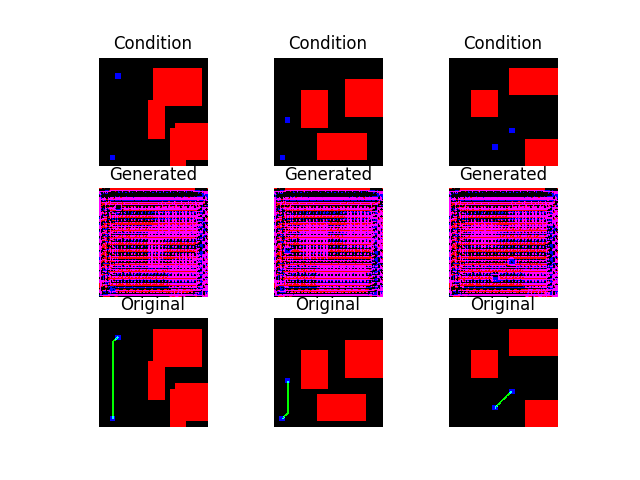 Condition Condition Condition
Generated Generated Generated
Original Original Original